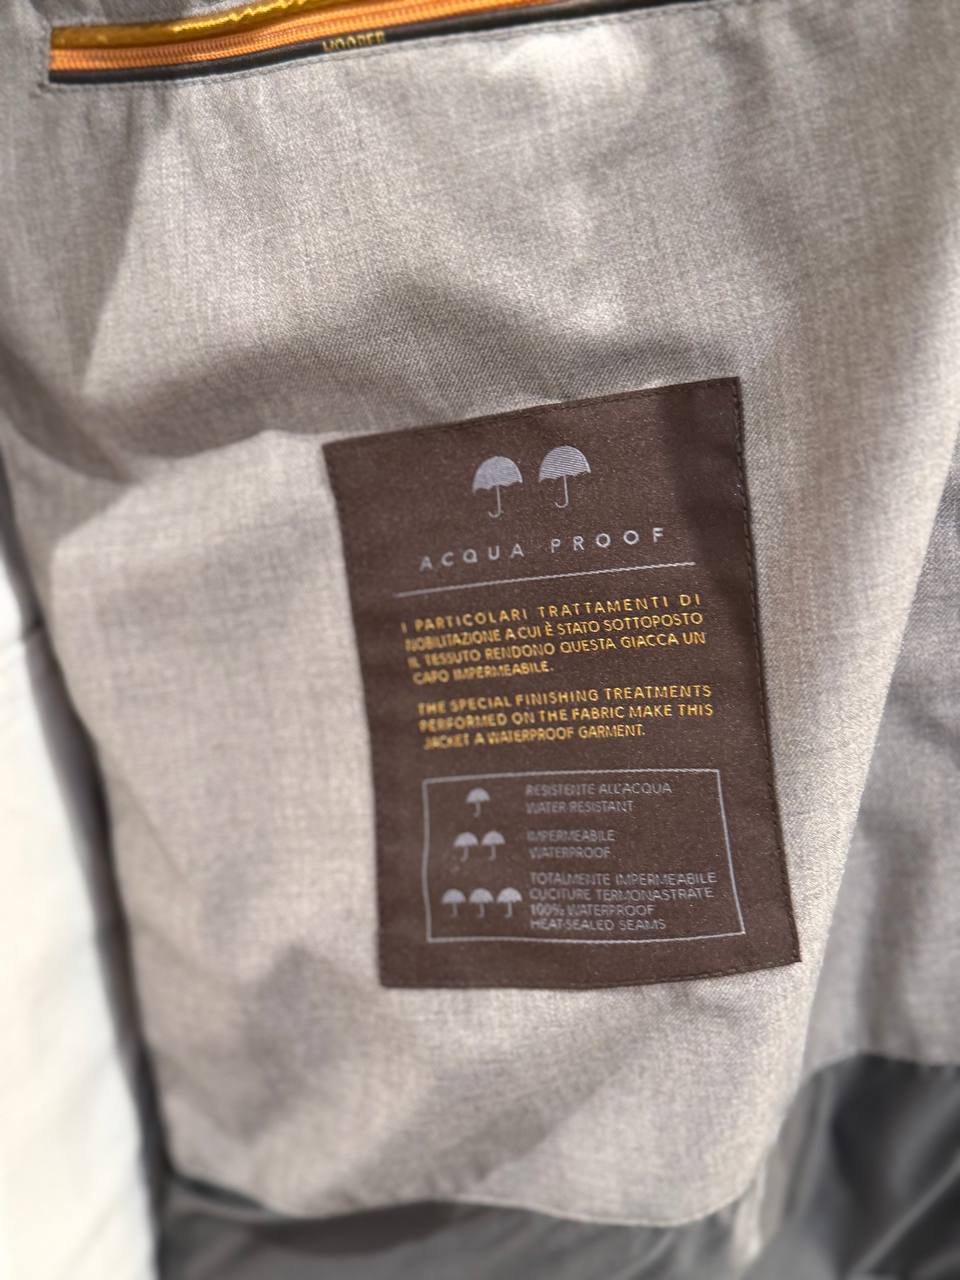 ACQUA PROOF
I PARTICOLARI TRATTAMENTI DI
NOBILITAZIONE A CUI È STATO SOTTOPOSTO
IL TESSUTO RENDONO QUESTA GIACCA UN
CAPO IMPERMEABILE.
THE SPECIAL FINISHING TREATMENTS
PERFORMED ON THE FABRIC MAKE THIS
JACKET A WATERPROOF GARMENT.
RESISTENTE ALL'ACQUA
WATER RESISTANT
IMPERMEABILE
WATERPROOF
TOTALMENTE IMPERMEABILE
CUCITURE TERMONASTRATE
100% WATERPROOF
HEAT-SEALED SEAMS